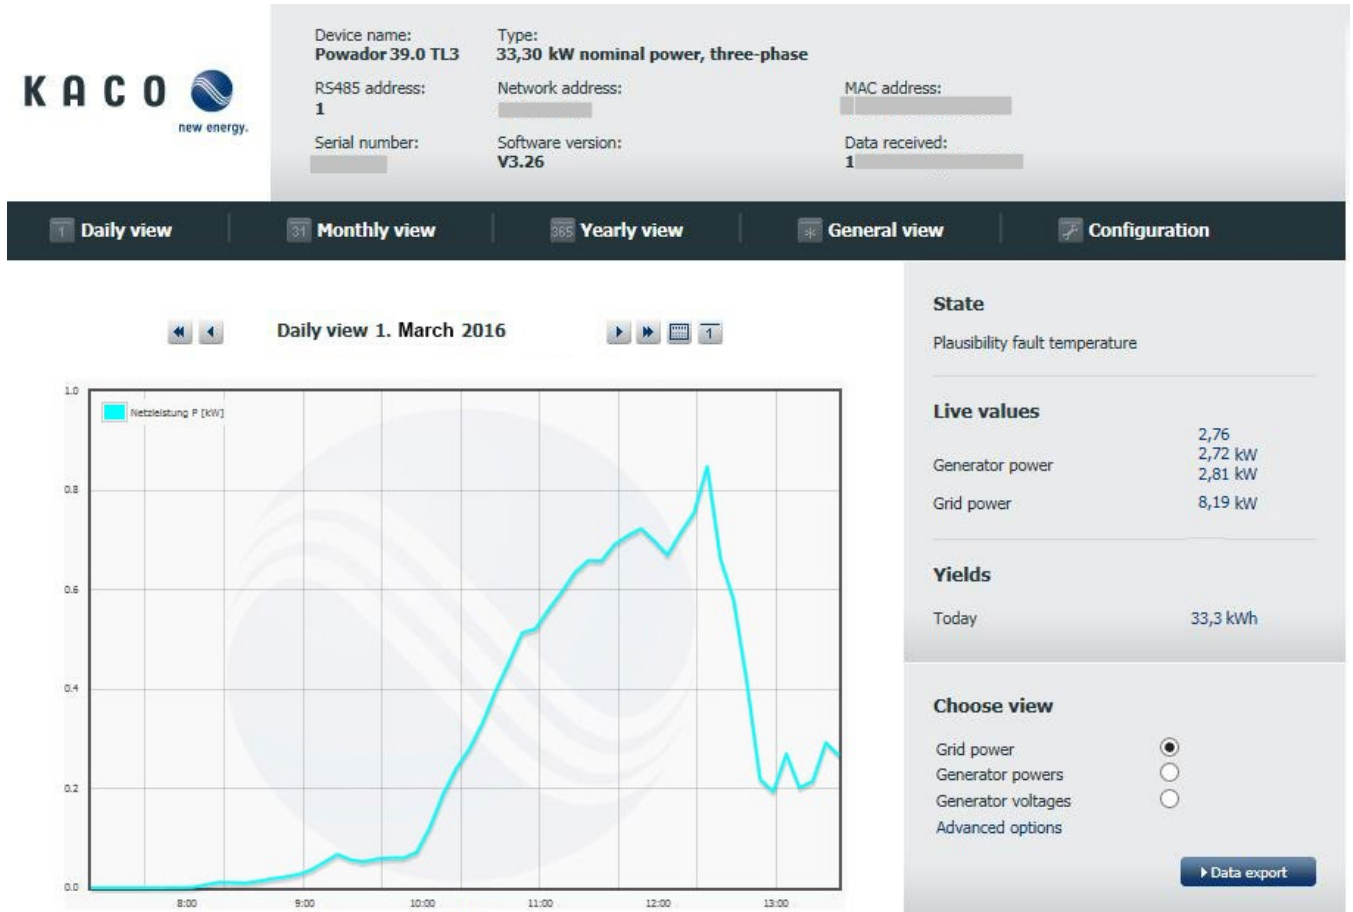 KACO
new energy.
Device name:
Powador 39.0 TL3
Type:
33,30 kW nominal power, three-phase
RS485 address:
1
Network address:
MAC address:
Serial number:
Software version:
V3.26
Data received:
1
1 Daily view
31 Monthly view
365 Yearly view
General view
Configuration
Daily view 1. March 2016
1
Netzleistung P [kW]
1.0
0.8
0.6
0.4
0.2
0.0
8:00 9:00 10:00 11:00 12:00 13:00
State
Plausibility fault temperature
Live values
2,76
Generator power 2,72 kW
2,81 kW
Grid power 8,19 kW
Yields
Today 33,3 kWh
Choose view
Grid power
Generator powers
Generator voltages
Advanced options
Data export